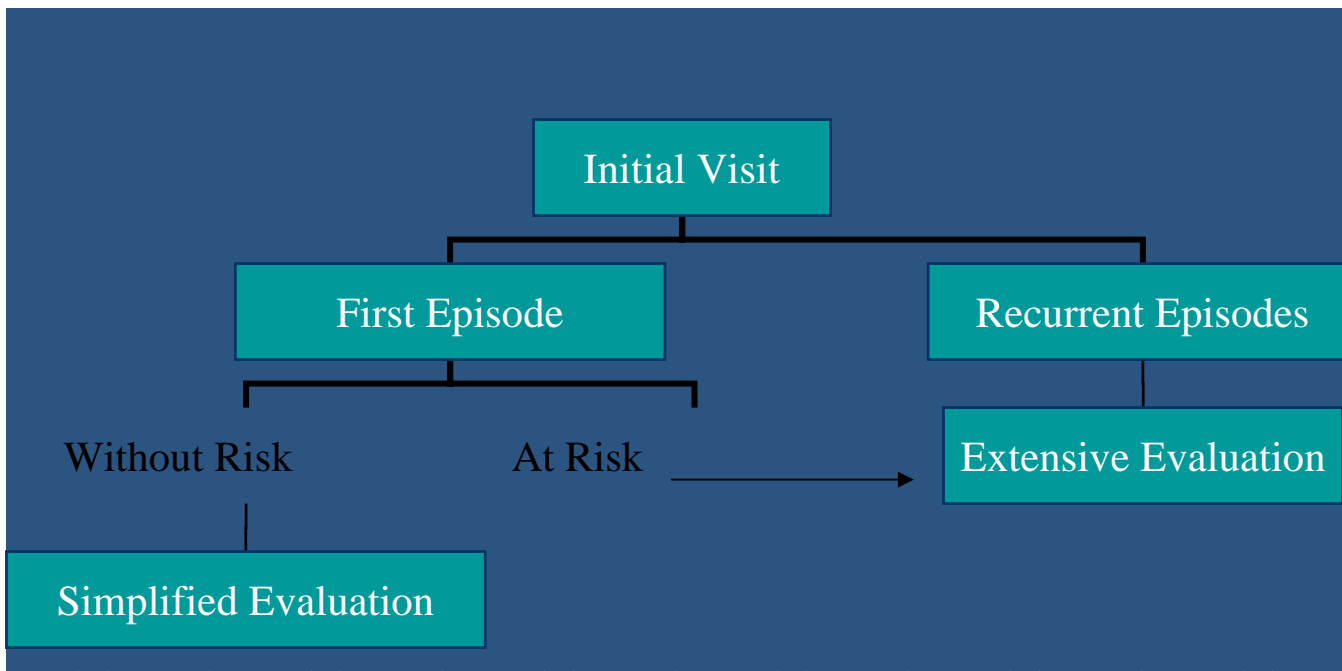 Initial Visit
First Episode
Recurrent Episodes
Without Risk
At Risk
Extensive Evaluation
Simplified Evaluation